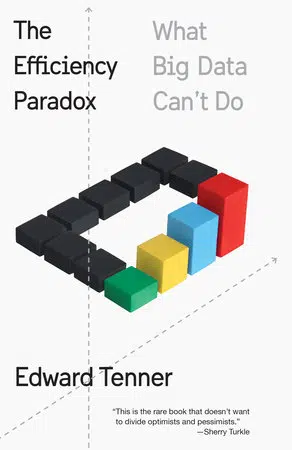 The
Efficiency
Paradox
What
Big Data
Can't Do
Edward Tenner
"This is the rare book that doesn't want
to divide optimists and pessimists."
—Sherry Turkle